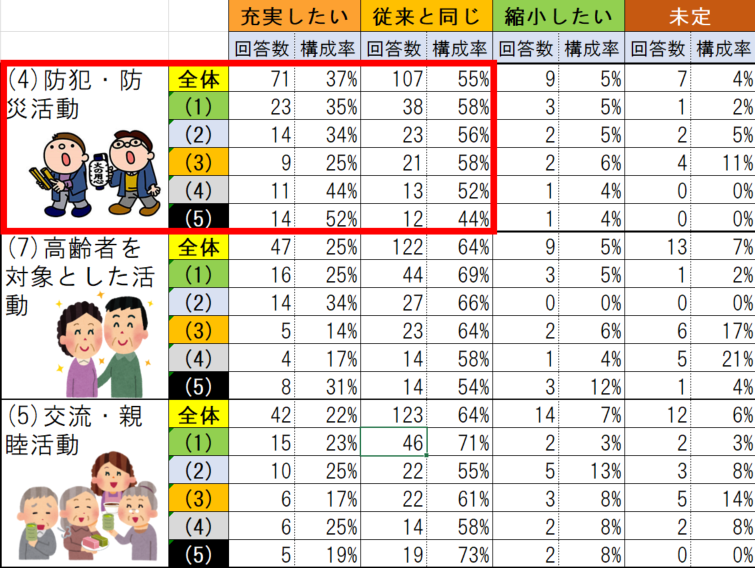 充実したい 従来と同じ 縮小したい 未定
回答数 構成率 回答数 構成率 回答数 構成率 回答数 構成率
(4)防犯・防災活動
火の用心
全体 71 37% 107 55% 9 5% 7 4%
(1) 23 35% 38 58% 3 5% 1 2%
(2) 14 34% 23 56% 2 5% 2 5%
(3) 9 25% 21 58% 2 6% 4 11%
(4) 11 44% 13 52% 1 4% 0 0%
(5) 14 52% 12 44% 1 4% 0 0%
(7)高齢者を対象とした活動
全体 47 25% 122 64% 9 5% 13 7%
(1) 16 25% 44 69% 3 5% 1 2%
(2) 14 34% 27 66% 0 0% 0 0%
(3) 5 14% 23 64% 2 6% 6 17%
(4) 4 17% 14 58% 1 4% 5 21%
(5) 8 31% 14 54% 3 12% 1 4%
(5)交流・親睦活動
全体 42 22% 123 64% 14 7% 12 6%
(1) 15 23% 46 71% 2 3% 2 3%
(2) 10 25% 22 55% 5 13% 3 8%
(3) 6 17% 22 61% 3 8% 5 14%
(4) 6 25% 14 58% 2 8% 2 8%
(5) 5 19% 19 73% 2 8% 0 0%